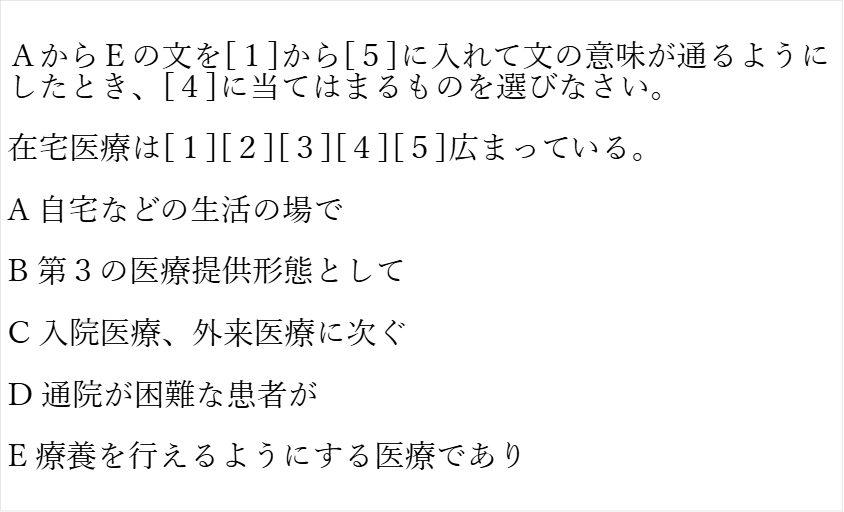 ＡからＥの文を[１]から[５]に入れて文の意味が通るように
したとき、[４]に当てはまるものを選びなさい。
在宅医療は[１][２][３][４][５]広まっている。
A 自宅などの生活の場で
B 第３の医療提供形態として
C 入院医療、外来医療に次ぐ
D 通院が困難な患者が
E 療養を行えるようにする医療であり